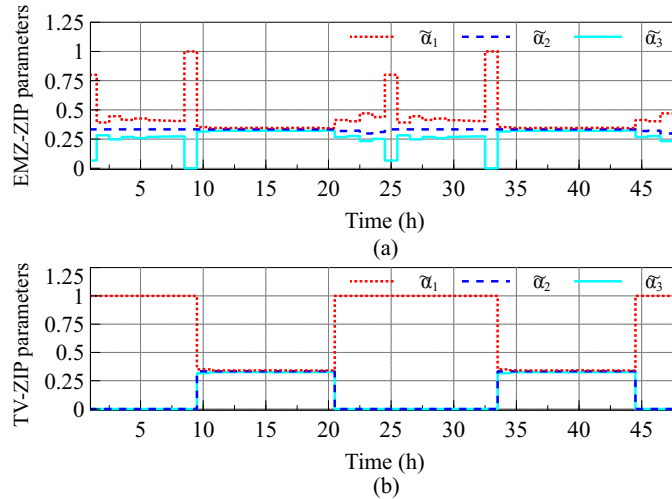 EMZ-ZIP parameters
1.25
1
0.75
0.5
0.25
0
α̃₁ α̃₂ α̃₃
5 10 15 20 25 30 35 40 45
Time (h)
(a)
TV-ZIP parameters
1.25
1
0.75
0.5
0.25
0
α̃₁ α̃₂ α̃₃
5 10 15 20 25 30 35 40 45
Time (h)
(b)